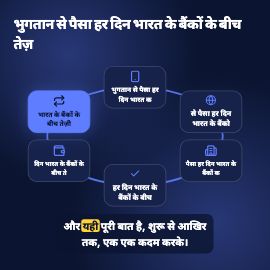 भुगतान से पैसा हर दिन भारत के बैंकों के बीच
तेज़
भुगतान से पैसा हर
दिन भारत क
भारत के बैंकों के
बीच तेज़ी
से पैसा हर दिन
भारत के बैंको
दिन भारत के बैंकों के
बीच ते
पैसा हर दिन भारत के
बैंकों क
हर दिन भारत के
बैंकों के बीच
और यही पूरी बात है, शुरू से आखिर
तक, एक एक कदम करके।